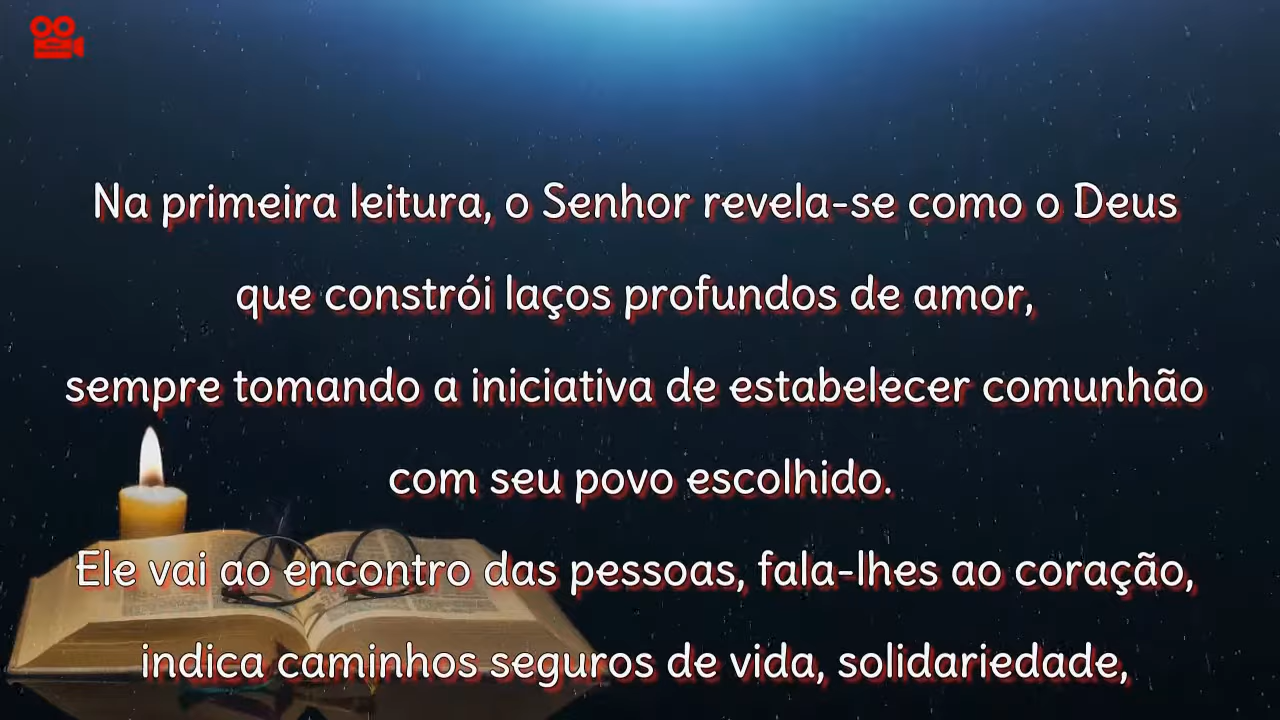 Na primeira leitura, o Senhor revela-se como o Deus
que constrói laços profundos de amor,
sempre tomando a iniciativa de estabelecer comunhão
com seu povo escolhido.
Ele vai ao encontro das pessoas, fala-lhes ao coração,
indica caminhos seguros de vida, solidariedade,